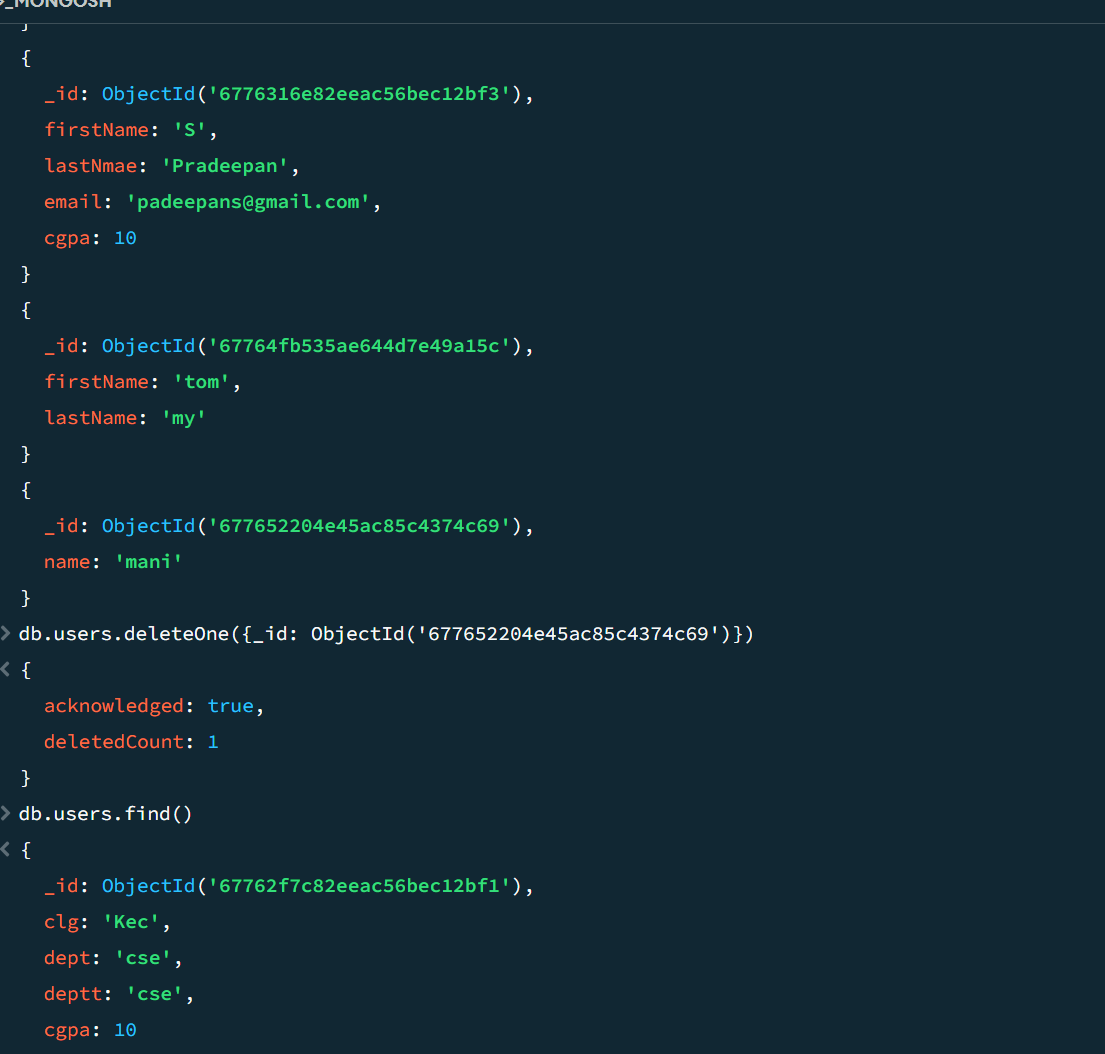 >_MONGOSH
}
{
_id: ObjectId('6776316e82eeac56bec12bf3'),
firstName: 'S',
lastNmae: 'Pradeepan',
email: 'padeepans@gmail.com',
cgpa: 10
}
{
_id: ObjectId('67764fb535ae644d7e49a15c'),
firstName: 'tom',
lastName: 'my'
}
{
_id: ObjectId('677652204e45ac85c4374c69'),
name: 'mani'
}
> db.users.deleteOne({_id: ObjectId('677652204e45ac85c4374c69')})
< {
acknowledged: true,
deletedCount: 1
}
> db.users.find()
< {
_id: ObjectId('67762f7c82eeac56bec12bf1'),
clg: 'Kec',
dept: 'cse',
deptt: 'cse',
cgpa: 10